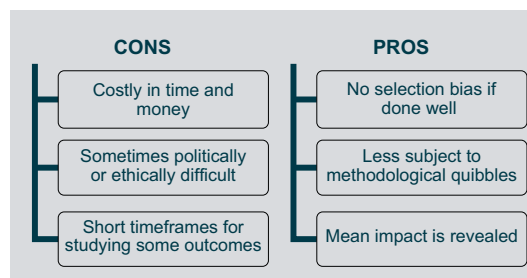 CONS
Costly in time and
money
Sometimes politically
or ethically difficult
Short timeframes for
studying some outcomes
PROS
No selection bias if
done well
Less subject to
methodological quibbles
Mean impact is revealed